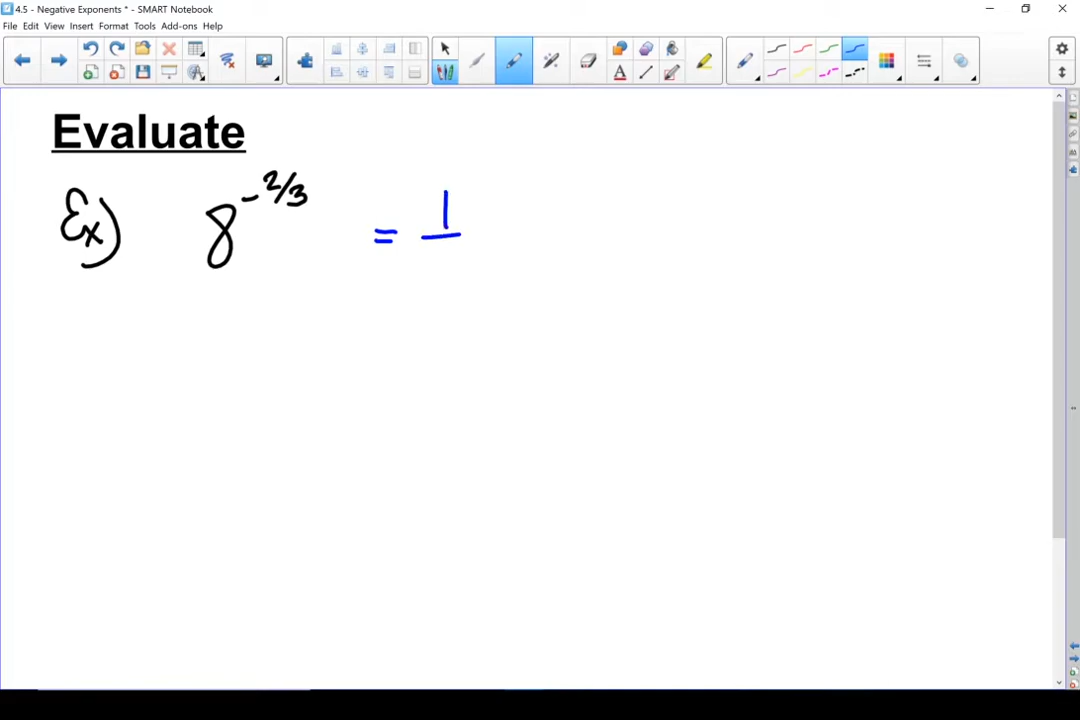 4.5 - Negative Exponents * - SMART Notebook
File Edit View Insert Format Tools Add-ons Help
Evaluate
Ex) 8^{-2/3} = 1/